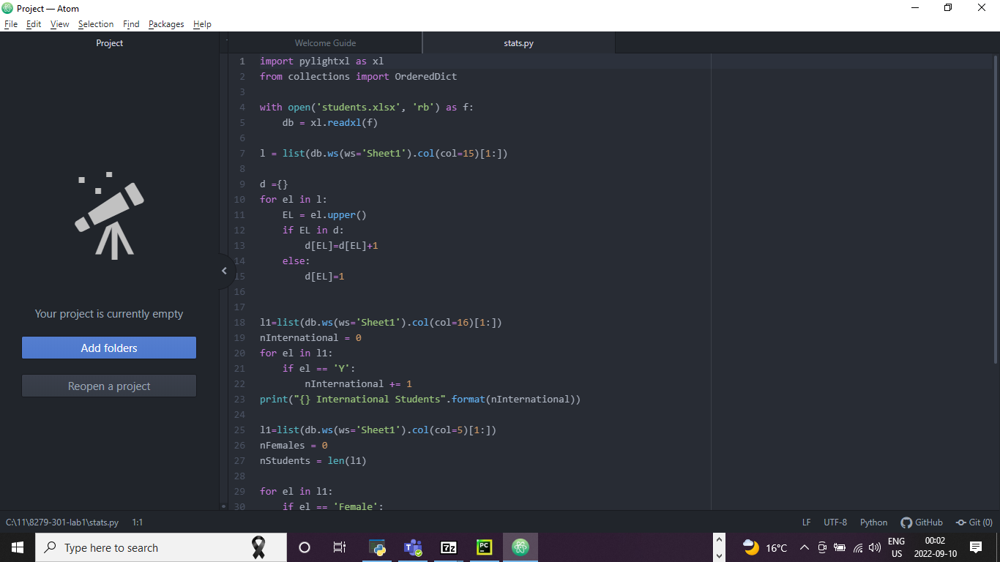 Project — Atom
File Edit View Selection Find Packages Help
Project
Welcome Guide
stats.py
1 import pylightxl as xl
2 from collections import OrderedDict
3
4 with open('students.xlsx', 'rb') as f:
5     db = xl.readxl(f)
6
7 l = list(db.ws(ws='Sheet1').col(col=15)[1:])
8
9 d ={}
10 for el in l:
11     EL = el.upper()
12     if EL in d:
13         d[EL]=d[EL]+1
14     else:
15         d[EL]=1
16
17
18 l1=list(db.ws(ws='Sheet1').col(col=16)[1:])
19 nInternational = 0
20 for el in l1:
21     if el == 'Y':
22         nInternational += 1
23 print("{} International Students".format(nInternational))
24
25 l1=list(db.ws(ws='Sheet1').col(col=5)[1:])
26 nFemales = 0
27 nStudents = len(l1)
28
29 for el in l1:
30     if el == 'Female':
Your project is currently empty
Add folders
Reopen a project
C:\11\8279-301-lab1\stats.py 1:1
LF UTF-8 Python GitHub Git (0)
Type here to search
7z
PC
16°C
ENG
US
00:02
2022-09-10